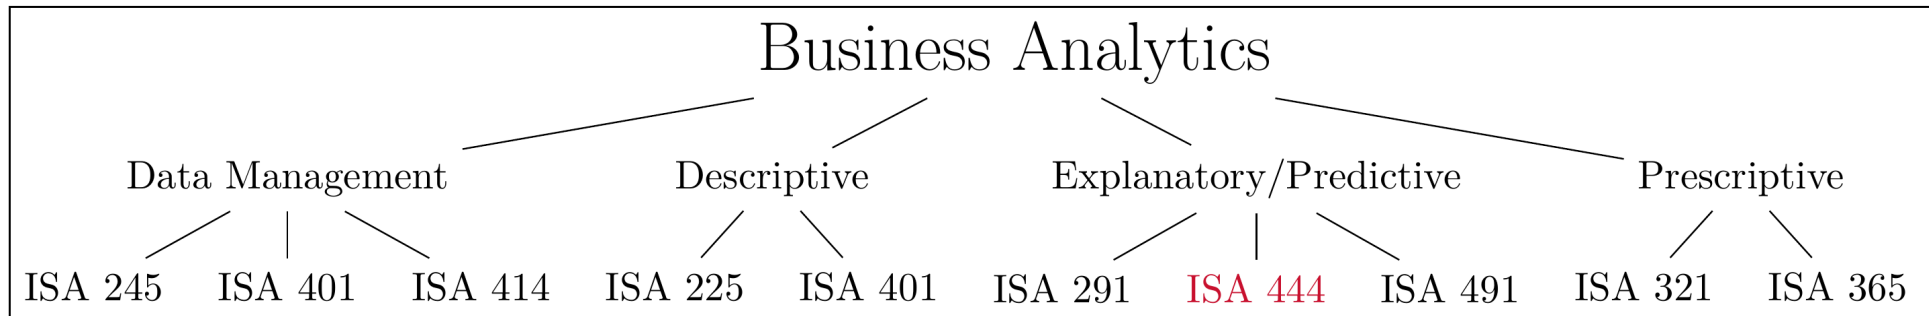 Business Analytics
Data Management Descriptive Explanatory/Predictive Prescriptive
ISA 245 ISA 401 ISA 414 ISA 225 ISA 401 ISA 291 ISA 444 ISA 491 ISA 321 ISA 365